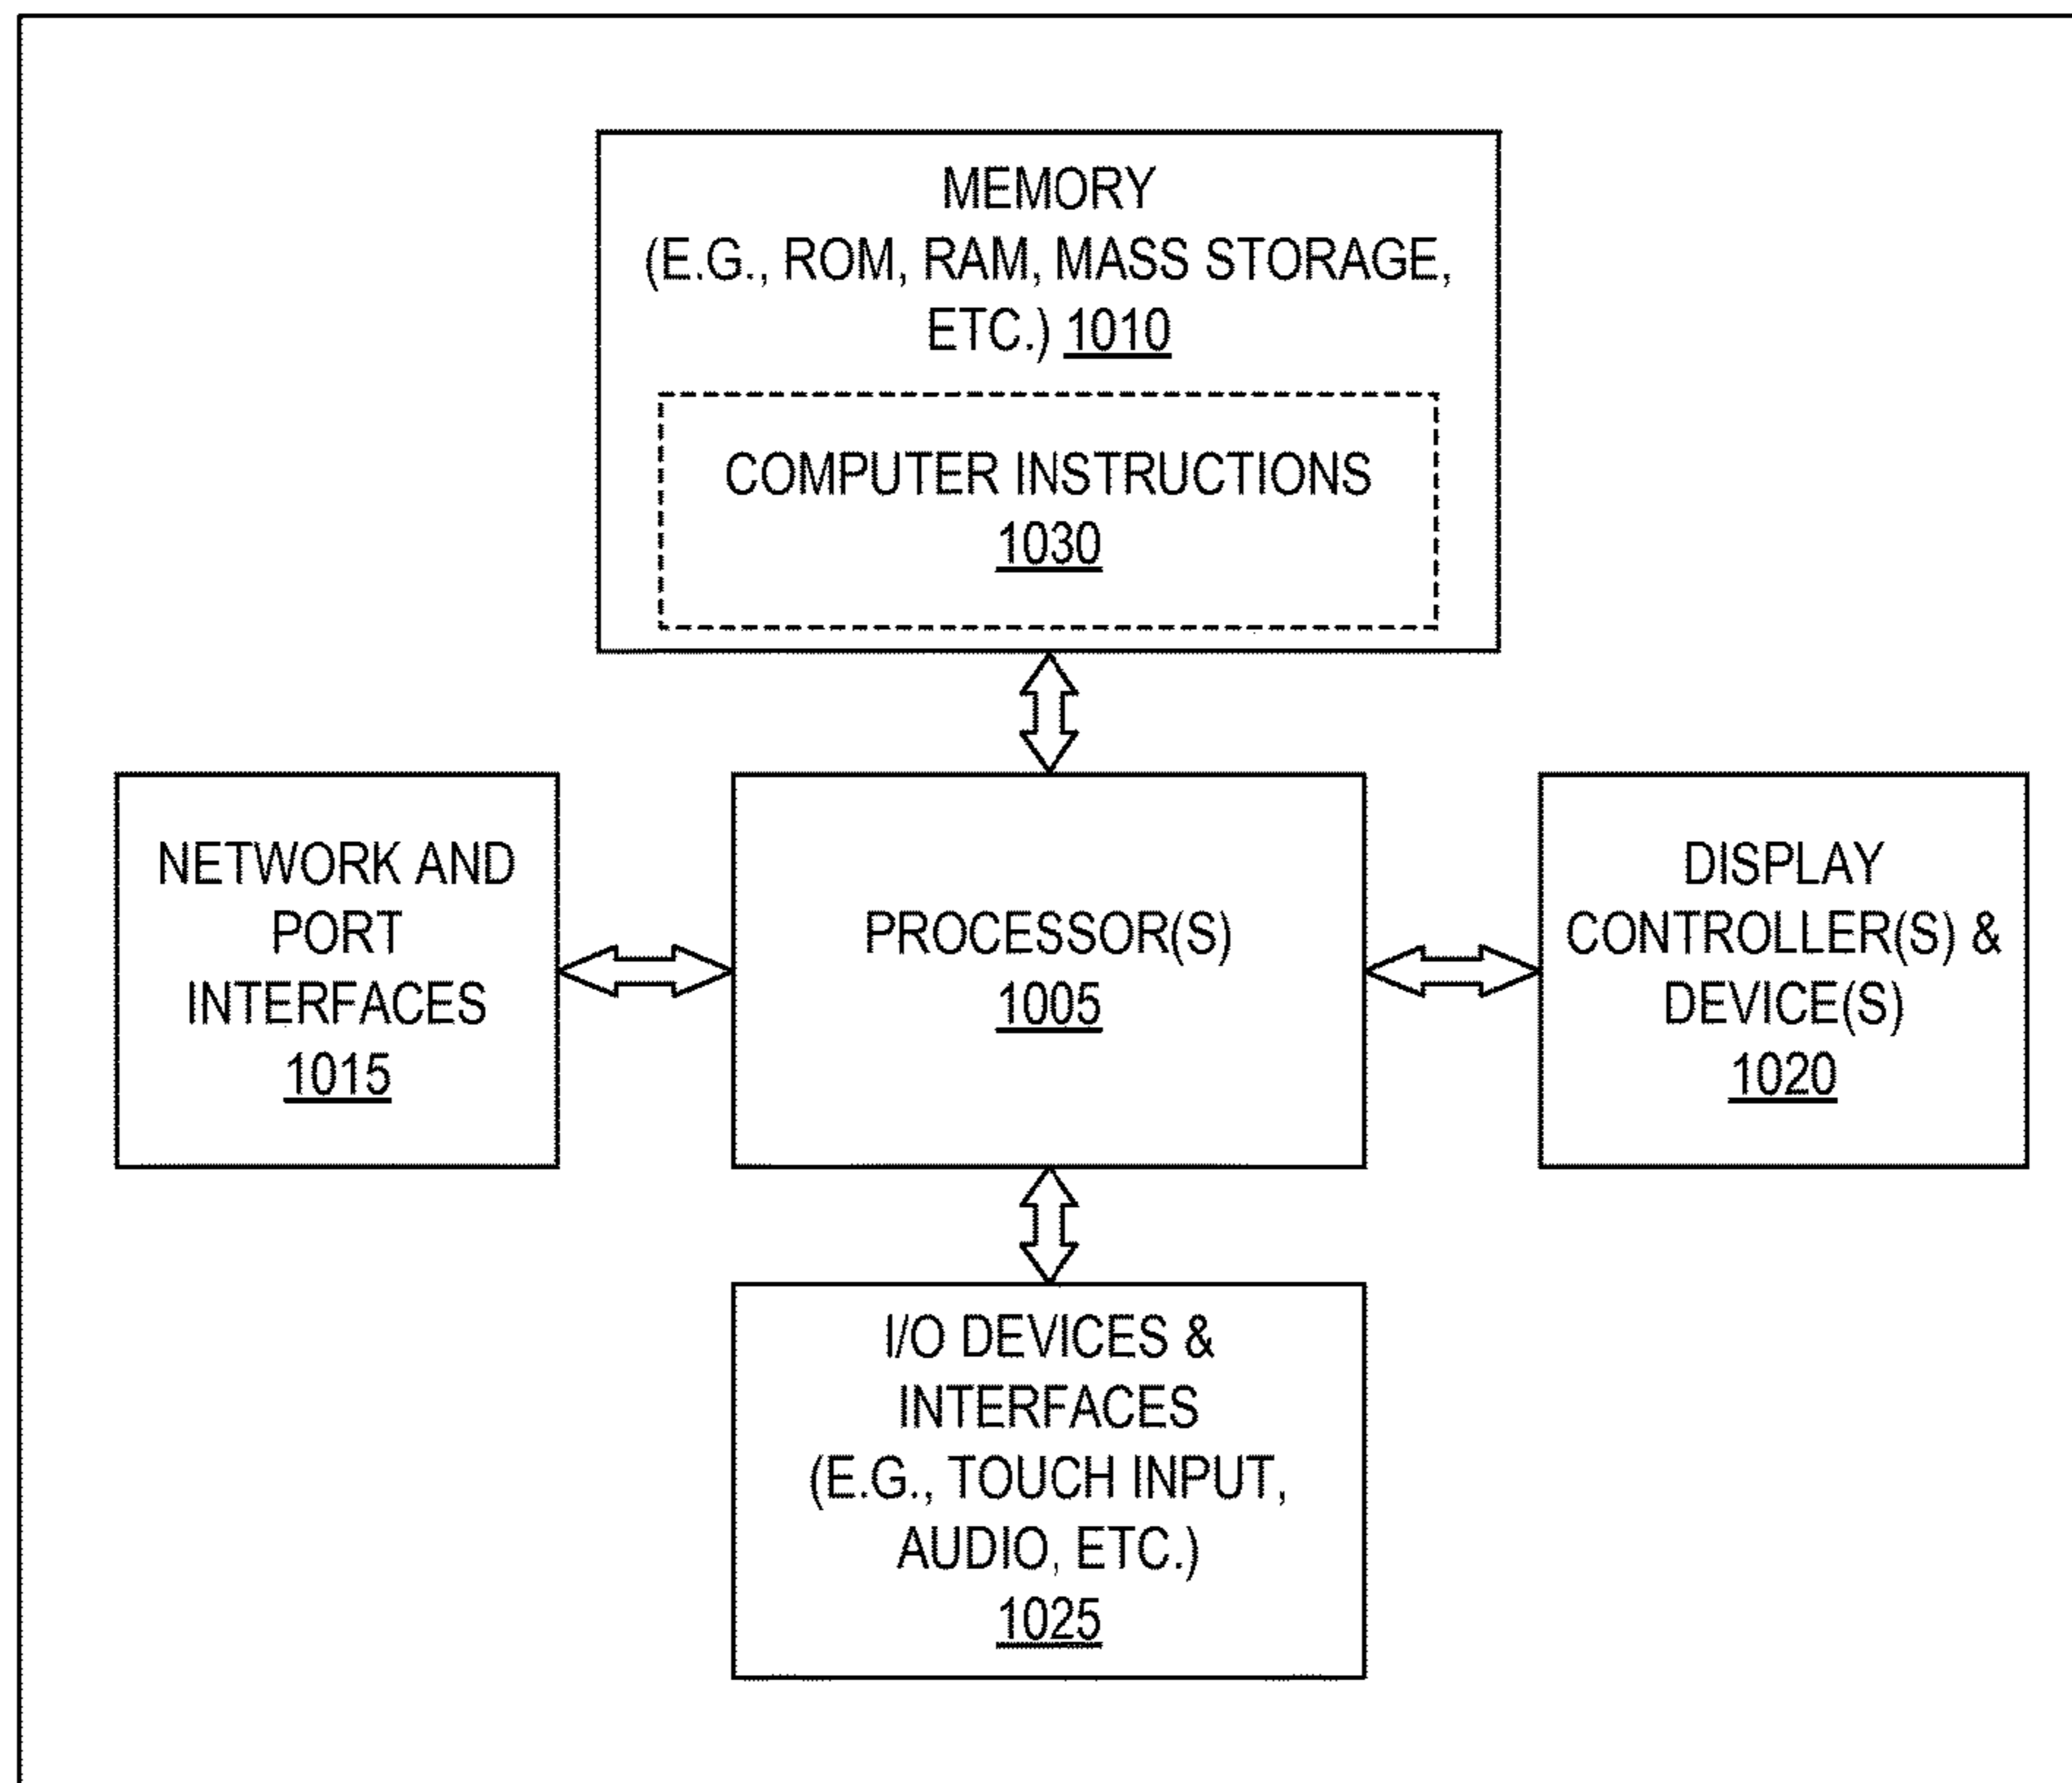 MEMORY
(E.G., ROM, RAM, MASS STORAGE,
ETC.) 1010
COMPUTER INSTRUCTIONS
1030
NETWORK AND
PORT
INTERFACES
1015
PROCESSOR(S)
1005
DISPLAY
CONTROLLER(S) &
DEVICE(S)
1020
I/O DEVICES &
INTERFACES
(E.G., TOUCH INPUT,
AUDIO, ETC.)
1025